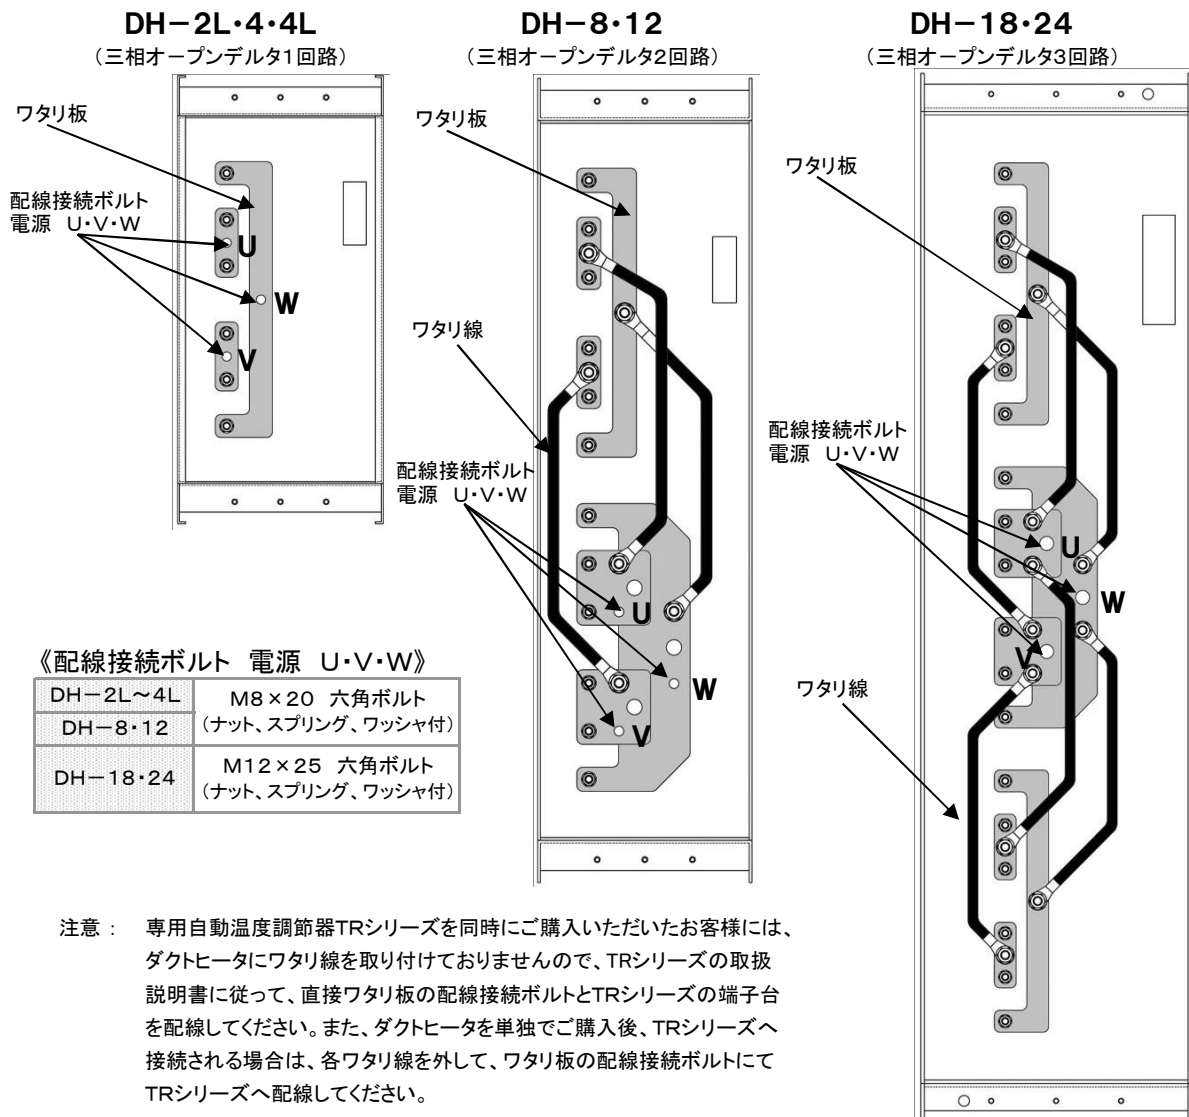 DH－2L・4・4L
（三相オープンデルタ1回路）
ワタリ板
配線接続ボルト
電源　U・V・W
U
W
V
DH－8・12
（三相オープンデルタ2回路）
ワタリ板
ワタリ線
配線接続ボルト
電源　U・V・W
U
W
V
DH－18・24
（三相オープンデルタ3回路）
ワタリ板
配線接続ボルト
電源　U・V・W
U
W
V
ワタリ線
《配線接続ボルト　電源　U・V・W》
DH－2L～4L
M8×20　六角ボルト
（ナット、スプリング、ワッシャ付）
DH－8・12
DH－18・24
M12×25　六角ボルト
（ナット、スプリング、ワッシャ付）
注意：　専用自動温度調節器TRシリーズを同時にご購入いただいたお客様には、
ダクトヒータにワタリ線を取り付けておりませんので、TRシリーズの取扱
説明書に従って、直接ワタリ板の配線接続ボルトとTRシリーズの端子台
を配線してください。また、ダクトヒータを単独でご購入後、TRシリーズへ
接続される場合は、各ワタリ線を外して、ワタリ板の配線接続ボルトにて
TRシリーズへ配線してください。